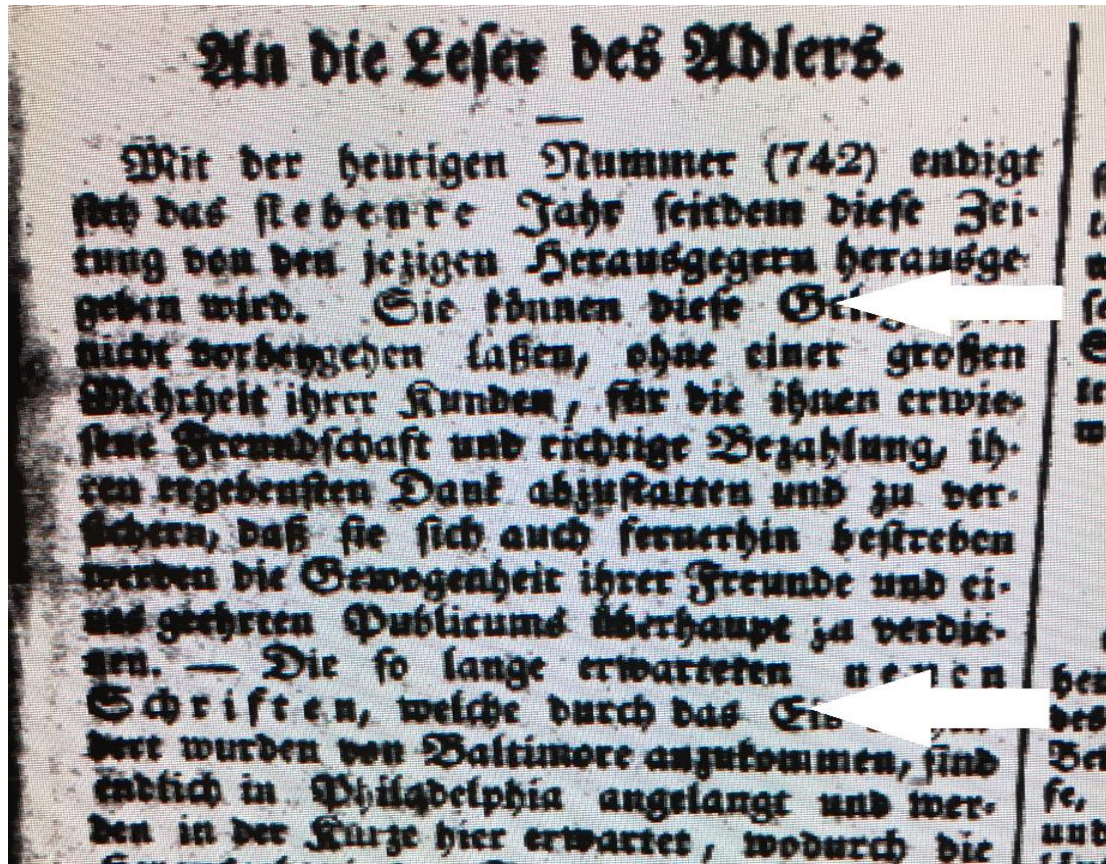 An die Leser des Adlers.
Mit der heutigen Nummer (742) endigt
sich das siebente Jahr seitdem diese Zei-
tung von den jezigen Herausgegern herausge-
geben wird. Sie können diese
nicht vorbeygehen laßen, ohne einer großen
Mehrheit ihrer Kunden, für die ihnen erwie-
sene Freundschaft und richtige Bezahlung, ih-
ren ergebensten Dank abzustatten und zu ver-
sichern, daß sie sich auch fernerhin bestreben
werden die Gewogenheit ihrer Freunde und ei-
nes geehrten Publicums überhaupt zu verdie-
nen. — Die so lange erwarteten neuen
Schriften, welche durch das
dert wurden von Baltimore anzukommen, sind
endlich in Philadelphia angelangt und wer-
den in der Kürze hier erwartet, wodurch die